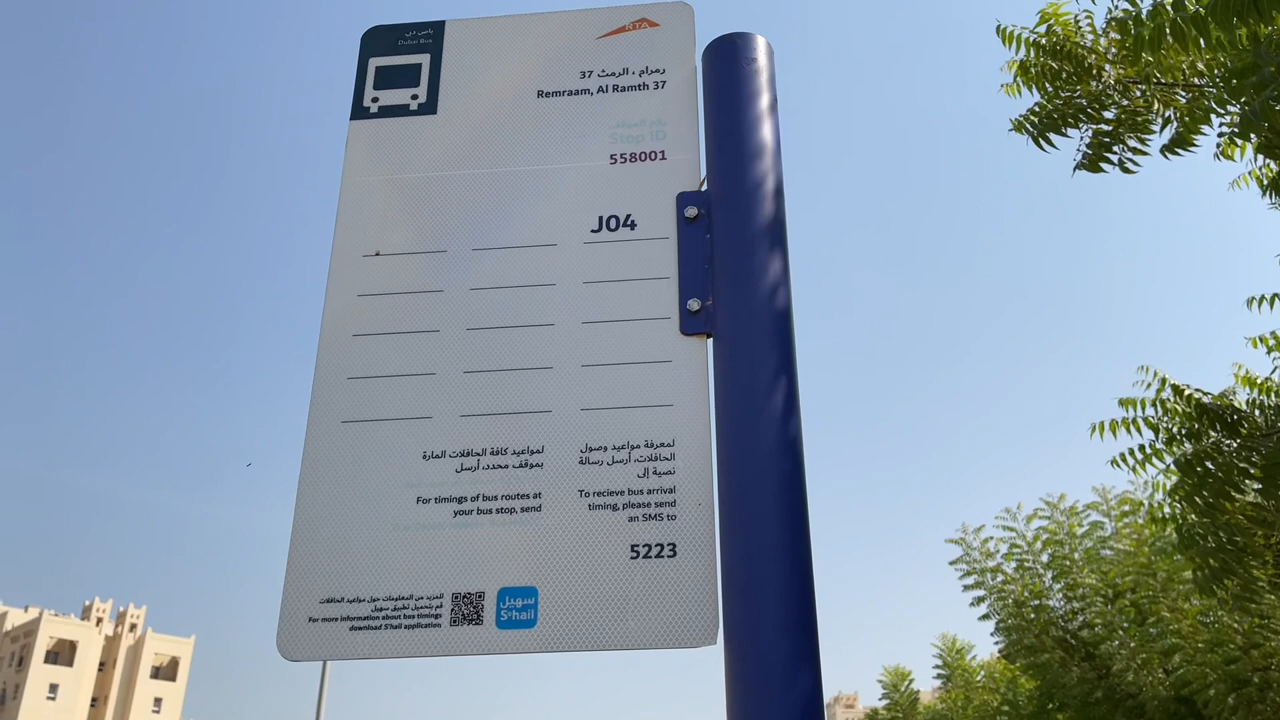 باص دبي
Dubai Bus
RTA
رمرام ، الرمث 37
Remraam, Al Ramth 37
رقم الموقف
Stop ID
558001
J04
لمعرفة مواعيد وصول
الحافلات، أرسل رسالة
نصية إلى
To recieve bus arrival
timing, please send
an SMS to
5223
لمواعيد كافة الحافلات المارة
بموقف محدد، أرسل
For timings of bus routes at
your bus stop, send
للمزيد من المعلومات حول مواعيد الحافلات
قم بتحميل تطبيق سهيل
For more information about bus timings
download S'hail application
سهيل
S'hail